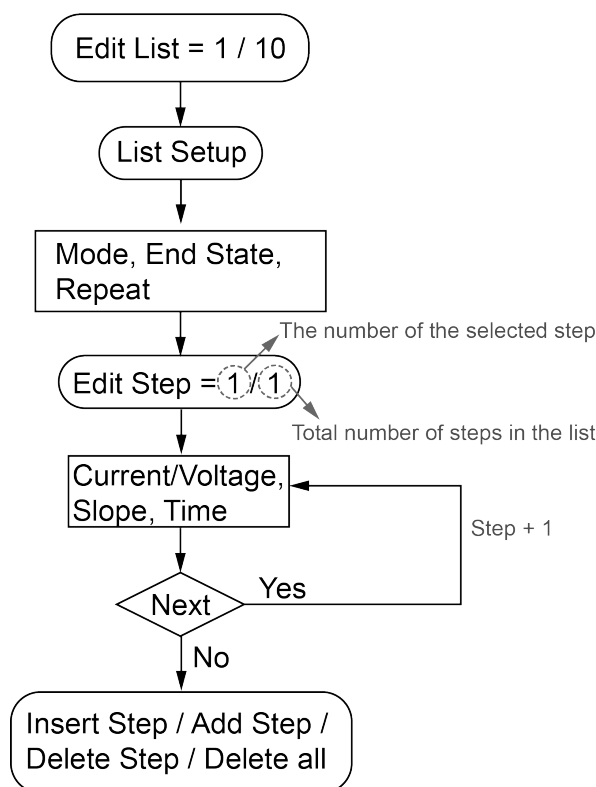 Edit List = 1 / 10
List Setup
Mode, End State,
Repeat
The number of the selected step
Edit Step = 1 / 1
Total number of steps in the list
Current/Voltage,
Slope, Time
Step + 1
Yes
Next
No
Insert Step / Add Step /
Delete Step / Delete all